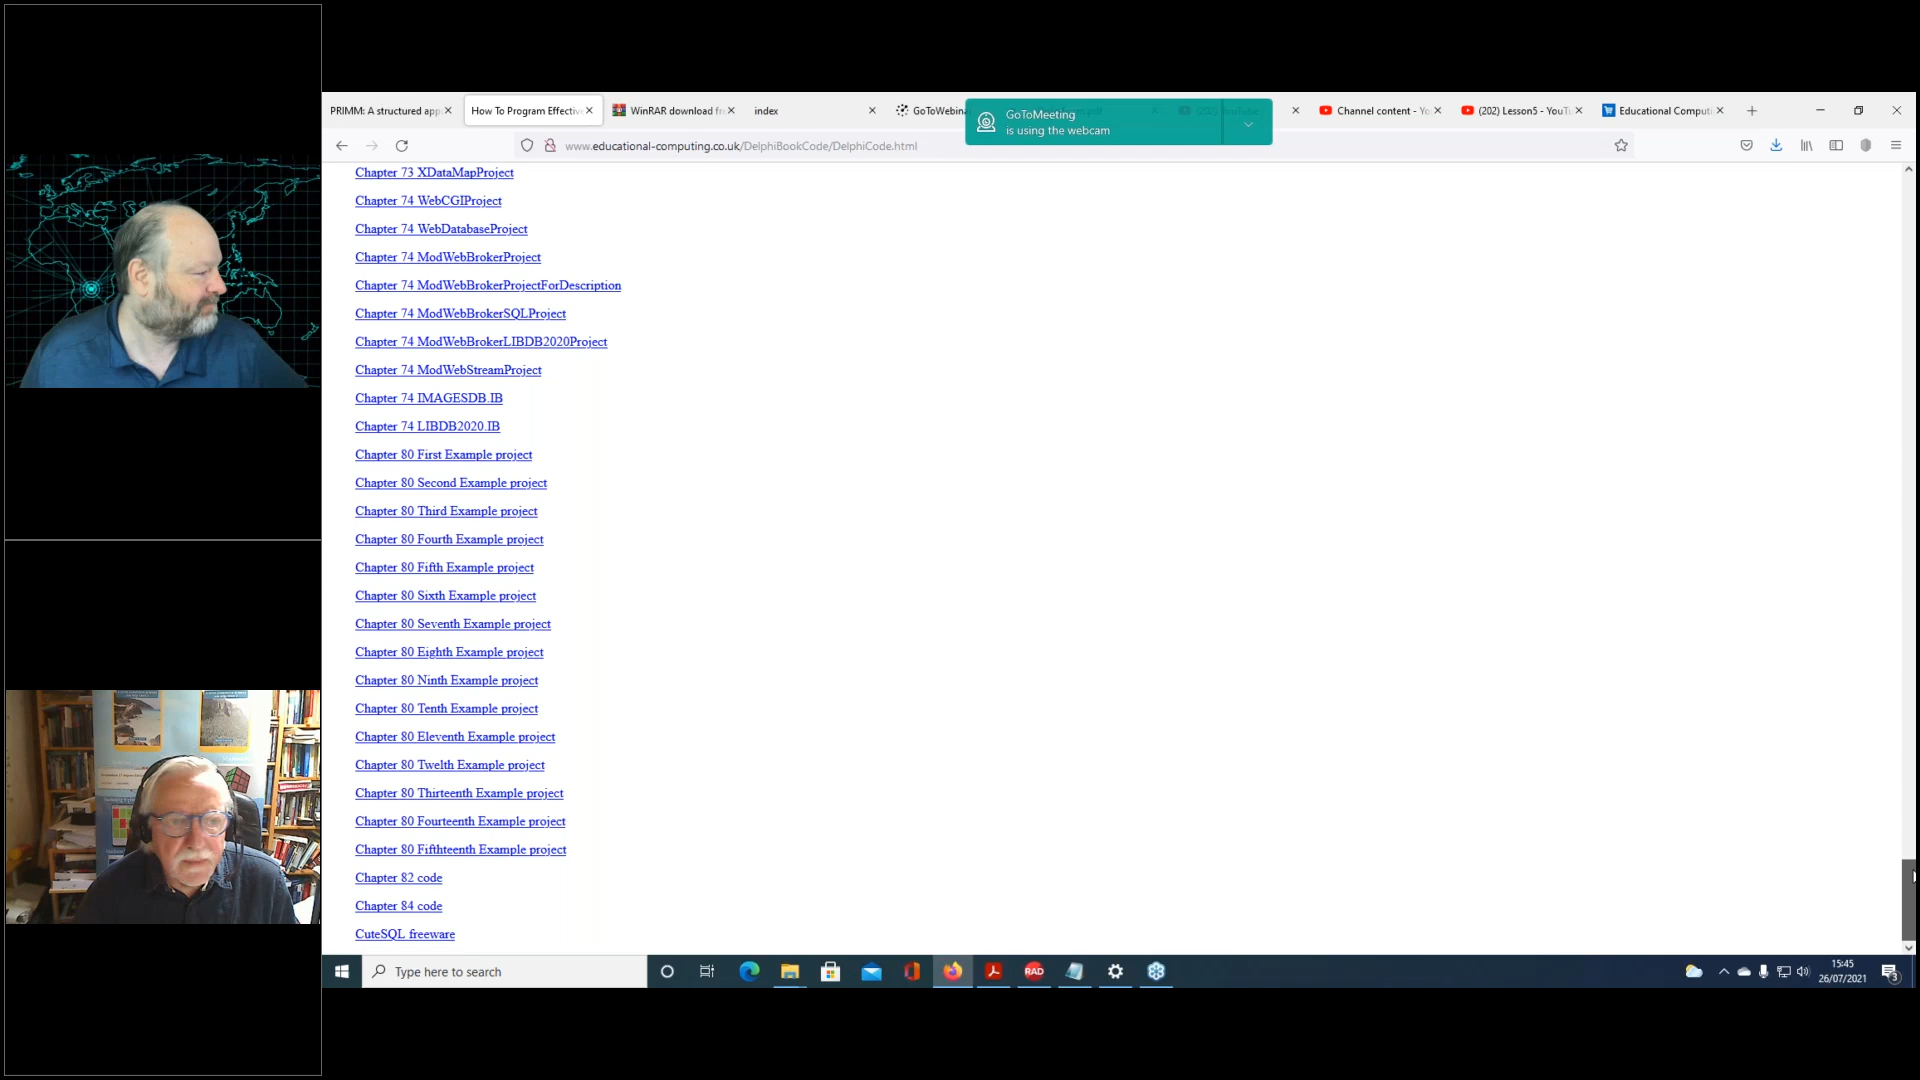 PRIMM: A structured app
How To Program Effectiv
WinRAR download fr
index
GoToWebina
GoToMeeting
is using the webcam
Channel content - Yo
(202) Lesson5 - YouTu
Educational Computi
www.educational-computing.co.uk/DelphiBookCode/DelphiCode.html
Chapter 73 XDataMapProject
Chapter 74 WebCGIProject
Chapter 74 WebDatabaseProject
Chapter 74 ModWebBrokerProject
Chapter 74 ModWebBrokerProjectForDescription
Chapter 74 ModWebBrokerSQLProject
Chapter 74 ModWebBrokerLIBDB2020Project
Chapter 74 ModWebStreamProject
Chapter 74 IMAGESDB.IB
Chapter 74 LIBDB2020.IB
Chapter 80 First Example project
Chapter 80 Second Example project
Chapter 80 Third Example project
Chapter 80 Fourth Example project
Chapter 80 Fifth Example project
Chapter 80 Sixth Example project
Chapter 80 Seventh Example project
Chapter 80 Eighth Example project
Chapter 80 Ninth Example project
Chapter 80 Tenth Example project
Chapter 80 Eleventh Example project
Chapter 80 Twelth Example project
Chapter 80 Thirteenth Example project
Chapter 80 Fourteenth Example project
Chapter 80 Fifthteenth Example project
Chapter 82 code
Chapter 84 code
CuteSQL freeware
Type here to search
RAD
15:45
26/07/2021
3